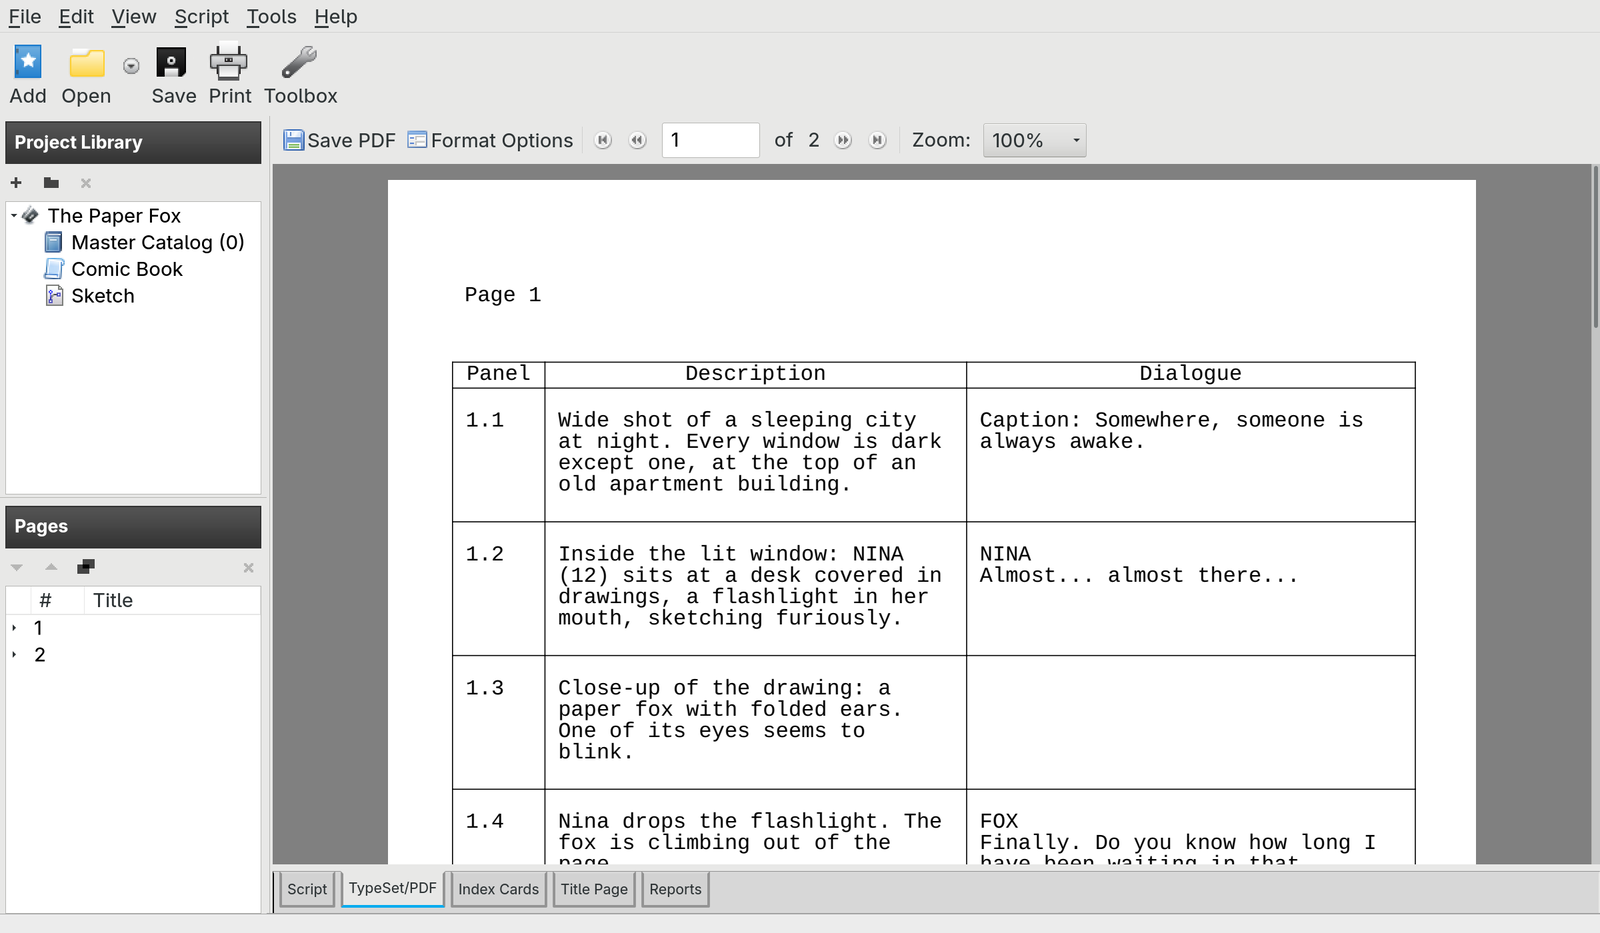 File Edit View Script Tools Help
Add Open Save Print Toolbox
Project Library
The Paper Fox
Master Catalog (0)
Comic Book
Sketch
Pages
# Title
1
2
Save PDF Format Options 1 of 2 Zoom: 100%
Page 1
Panel Description Dialogue
1.1
Wide shot of a sleeping city
at night. Every window is dark
except one, at the top of an
old apartment building.
Caption: Somewhere, someone is
always awake.
1.2
Inside the lit window: NINA
(12) sits at a desk covered in
drawings, a flashlight in her
mouth, sketching furiously.
NINA
Almost... almost there...
1.3
Close-up of the drawing: a
paper fox with folded ears.
One of its eyes seems to
blink.
1.4
Nina drops the flashlight. The
fox is climbing out of the
page
FOX
Finally. Do you know how long I
have been waiting in that
Script TypeSet/PDF Index Cards Title Page Reports